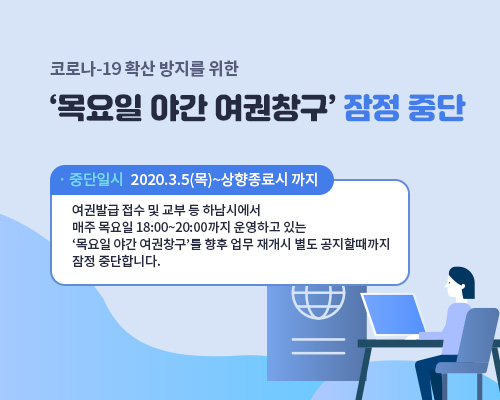 코로나-19 확산 방지를 위한
‘목요일 야간 여권창구’ 잠정 중단
· 중단일시 2020.3.5(목)~상향종료시 까지
여권발급 접수 및 교부 등 하남시에서
매주 목요일 18:00~20:00까지 운영하고 있는
‘목요일 야간 여권창구’를 향후 업무 재개시 별도 공지할때까지
잠정 중단합니다.